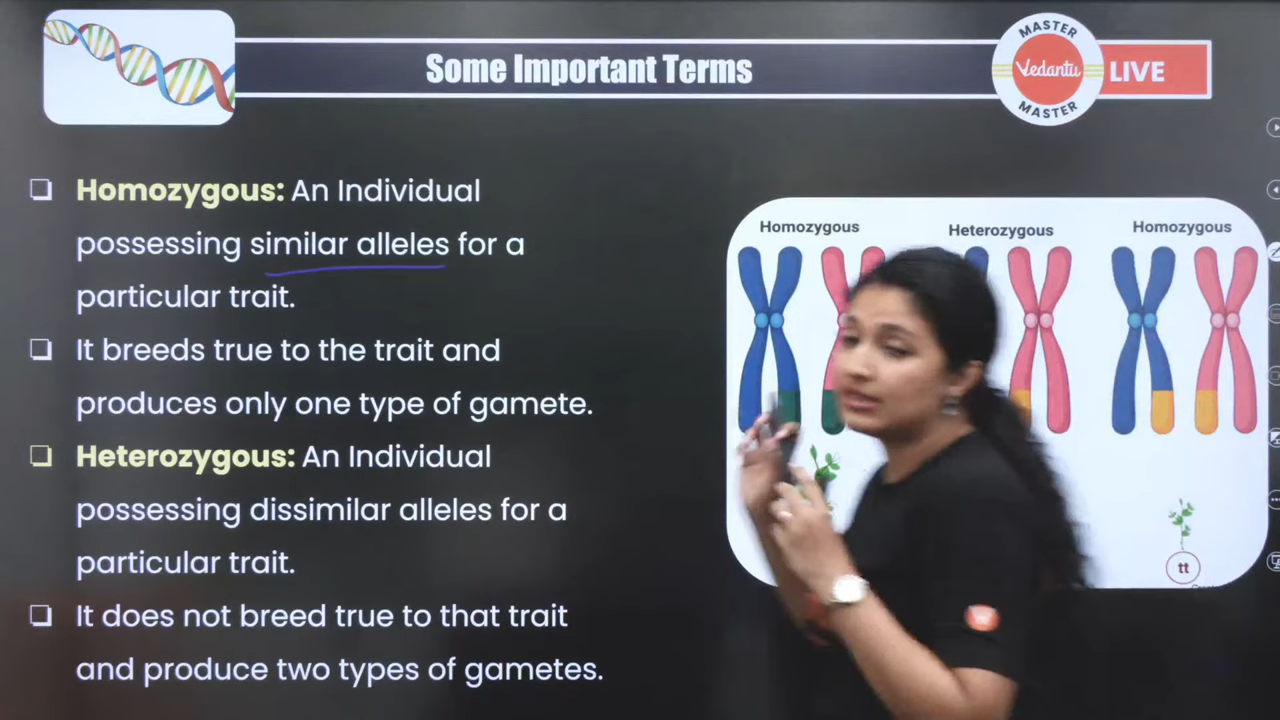 Some Important Terms
MASTER
Vedantu
LIVE
MASTER
❑ Homozygous: An Individual
possessing similar alleles for a
particular trait.
❑ It breeds true to the trait and
produces only one type of gamete.
❑ Heterozygous: An Individual
possessing dissimilar alleles for a
particular trait.
❑ It does not breed true to that trait
and produce two types of gametes.
Homozygous
Heterozygous
Homozygous
tt